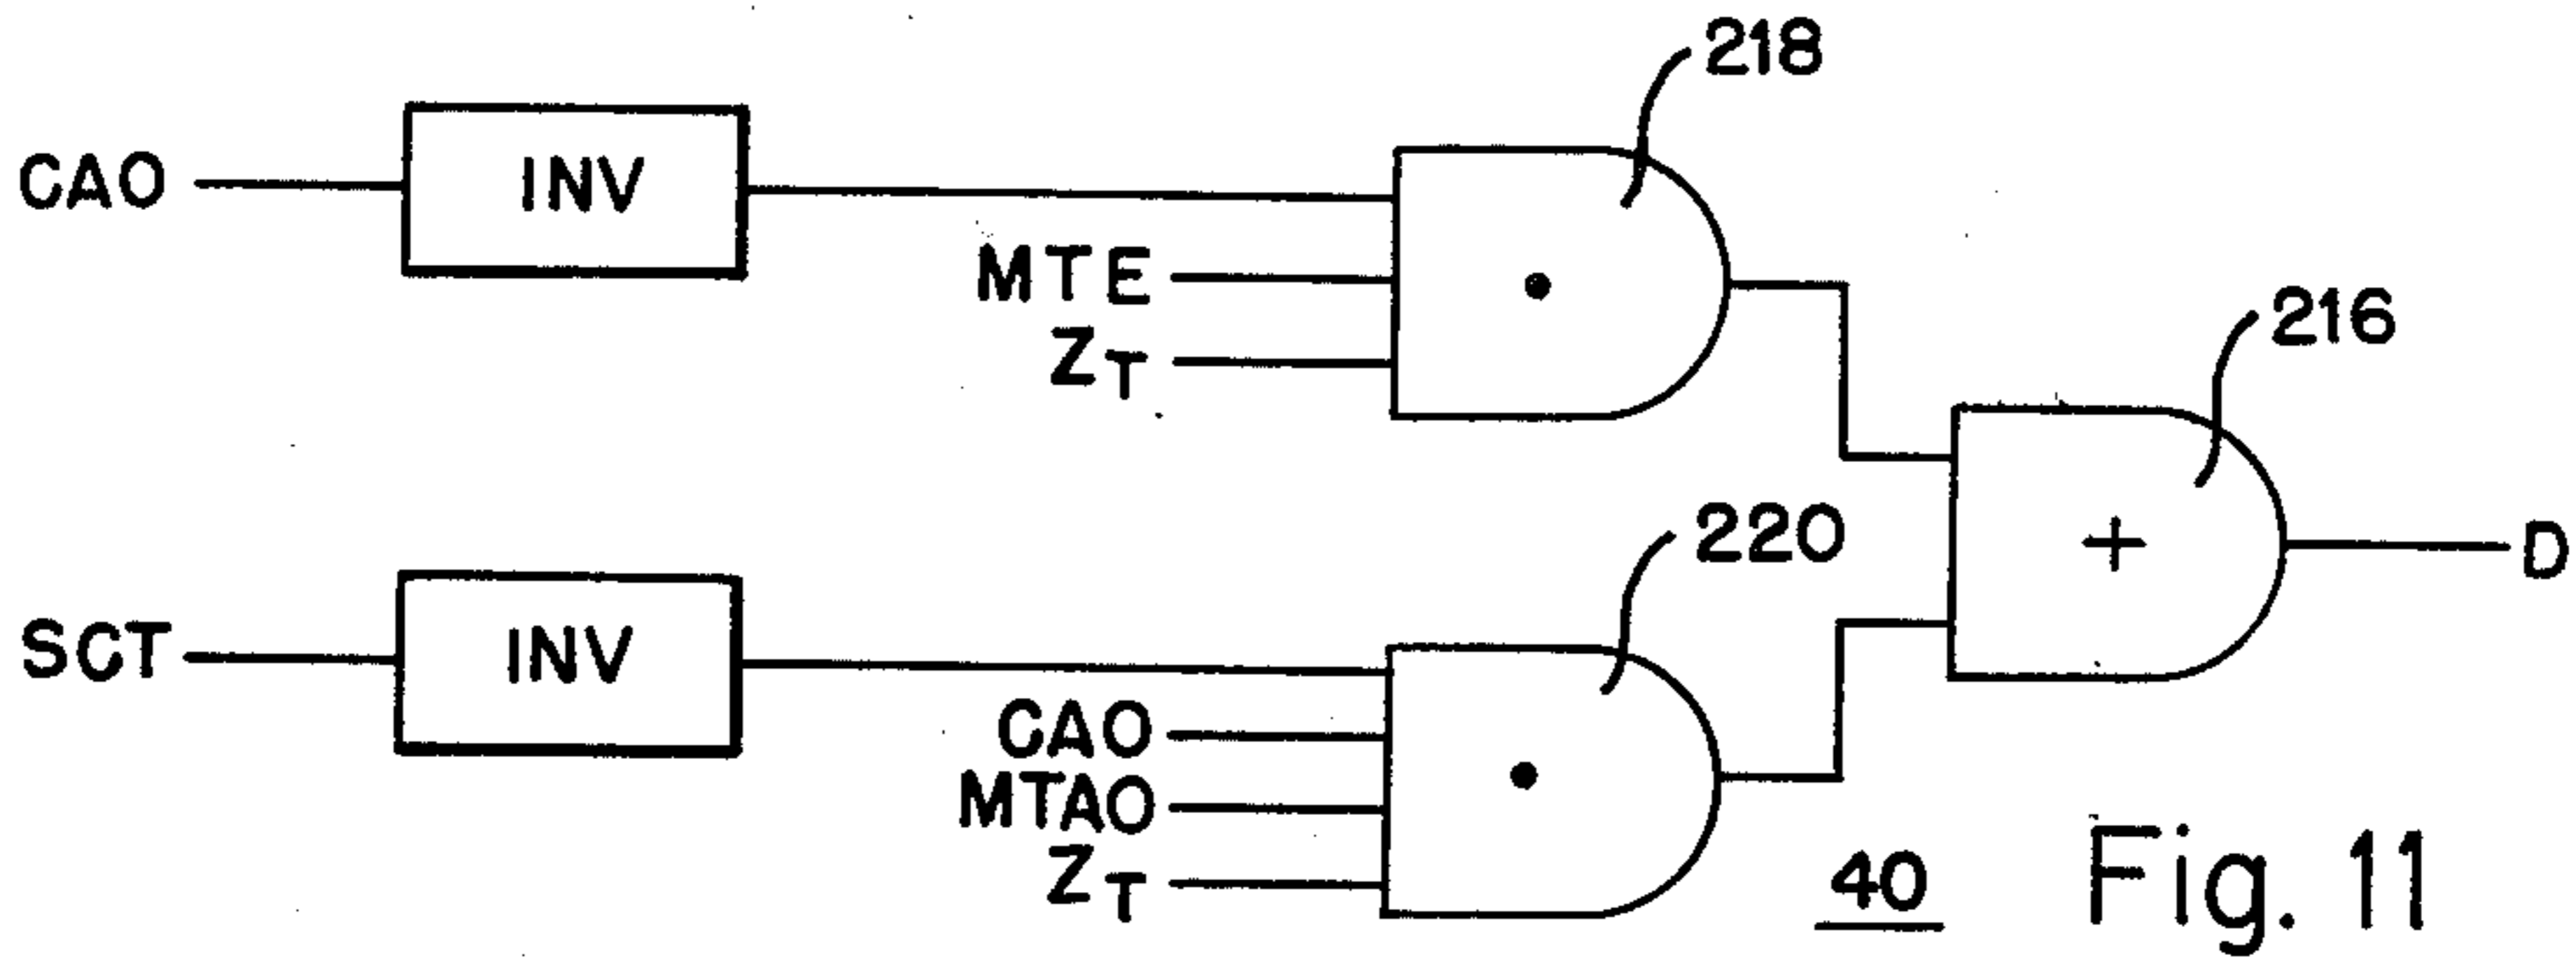 218
CAO
INV
MTE
ZT
216
+
D
220
SCT
INV
CAO
MTAO
ZT
40
Fig. 11